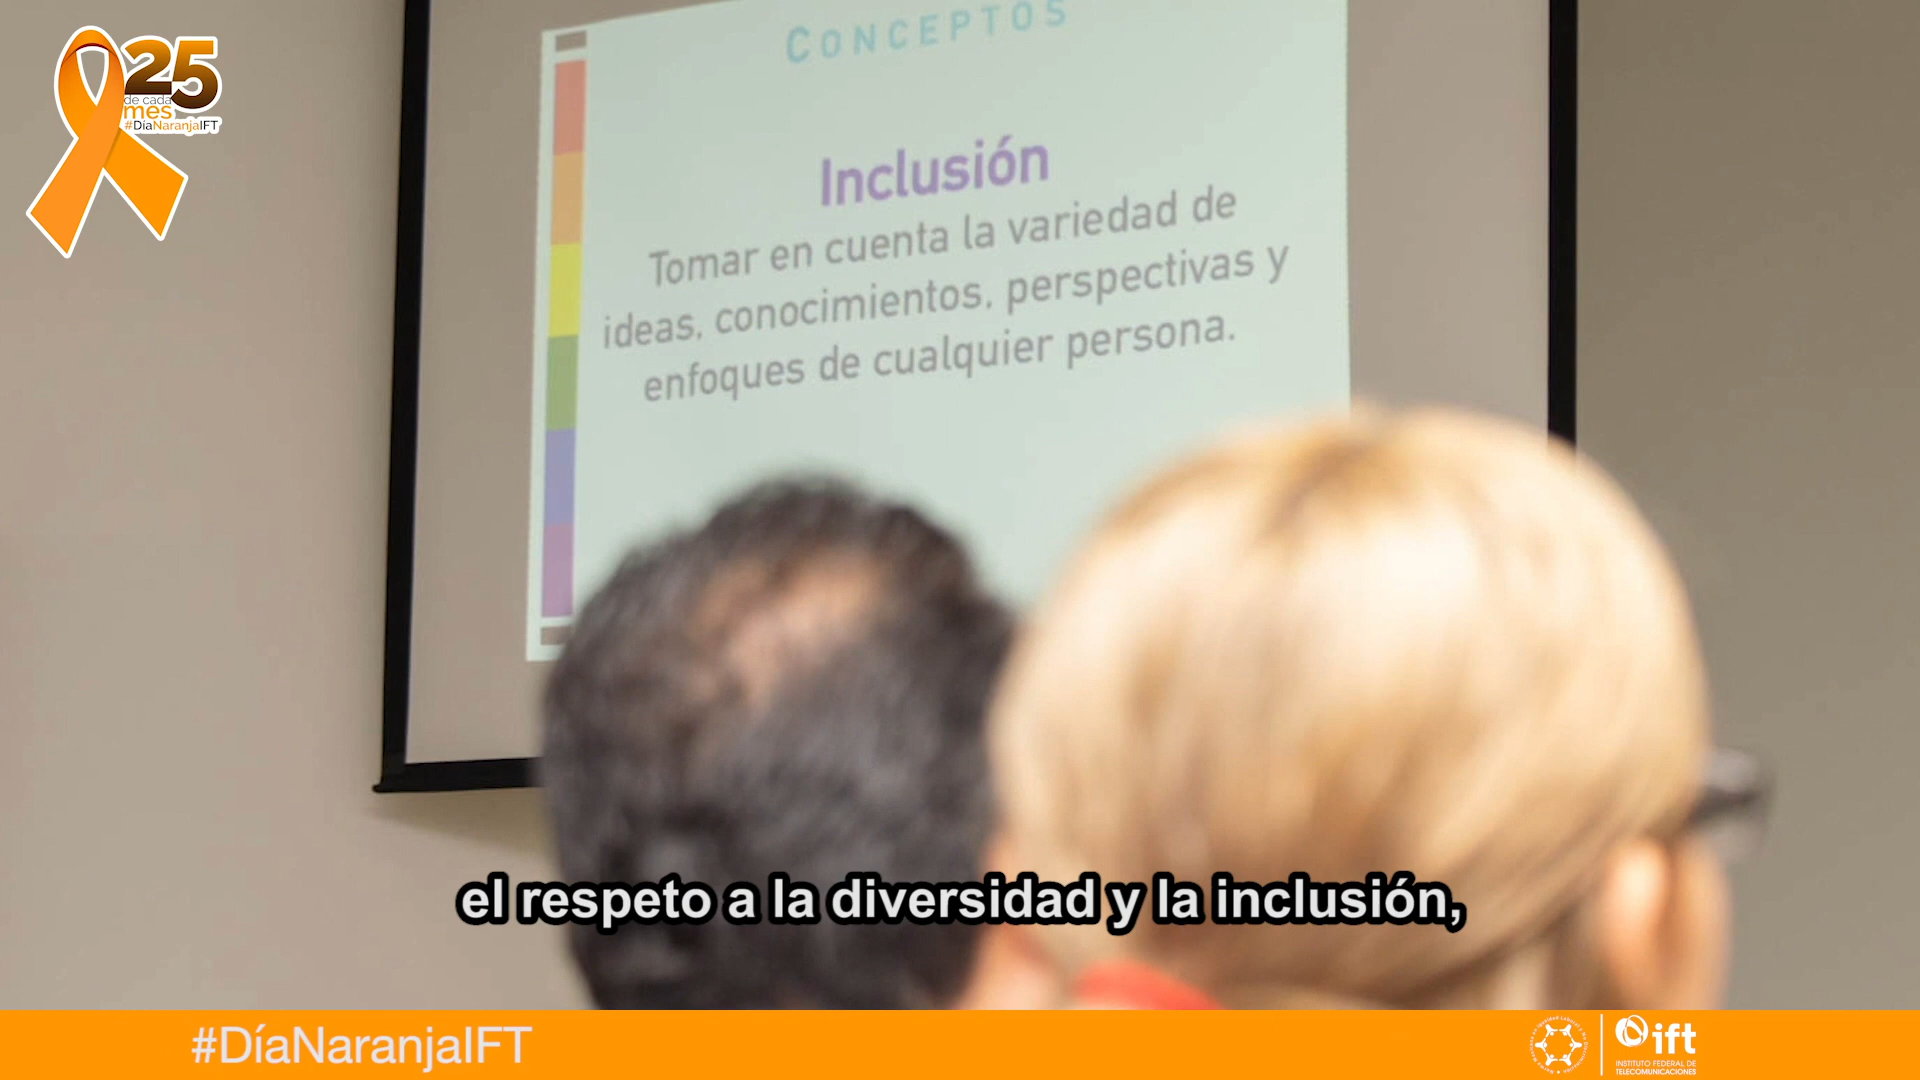 25
de cada
mes
#DíaNaranjaIFT
CONCEPTOS
Inclusión
Tomar en cuenta la variedad de
ideas, conocimientos, perspectivas y
enfoques de cualquier persona.
el respeto a la diversidad y la inclusión,
#DíaNaranjaIFT
ift
INSTITUTO FEDERAL DE
TELECOMUNICACIONES